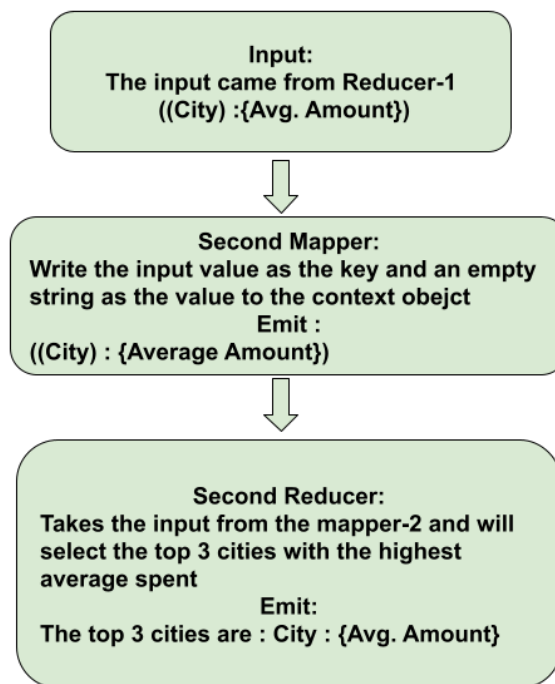 Input:
The input came from Reducer-1
((City) :{Avg. Amount})
Second Mapper:
Write the input value as the key and an empty
string as the value to the context obejct
Emit :
((City) : {Average Amount})
Second Reducer:
Takes the input from the mapper-2 and will
select the top 3 cities with the highest
average spent
Emit:
The top 3 cities are : City : {Avg. Amount}